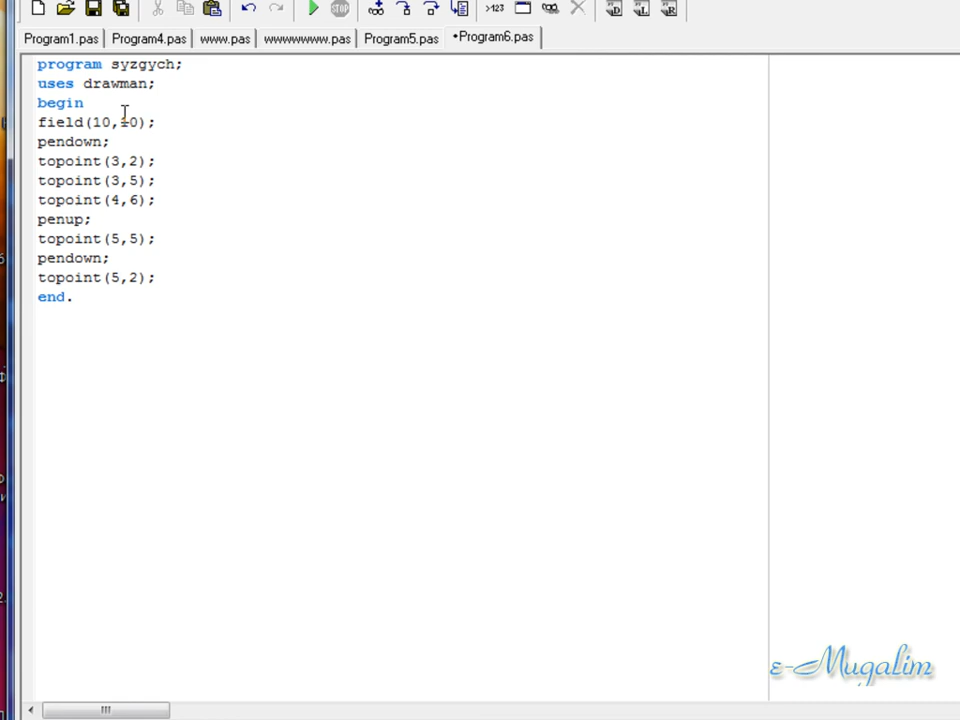 Program1.pas Program4.pas www.pas wwwwwwww.pas Program5.pas •Program6.pas
program syzgych;
uses drawman;
begin
field(10,10);
pendown;
topoint(3,2);
topoint(3,5);
topoint(4,6);
penup;
topoint(5,5);
pendown;
topoint(5,2);
end.
ε-Mugalim